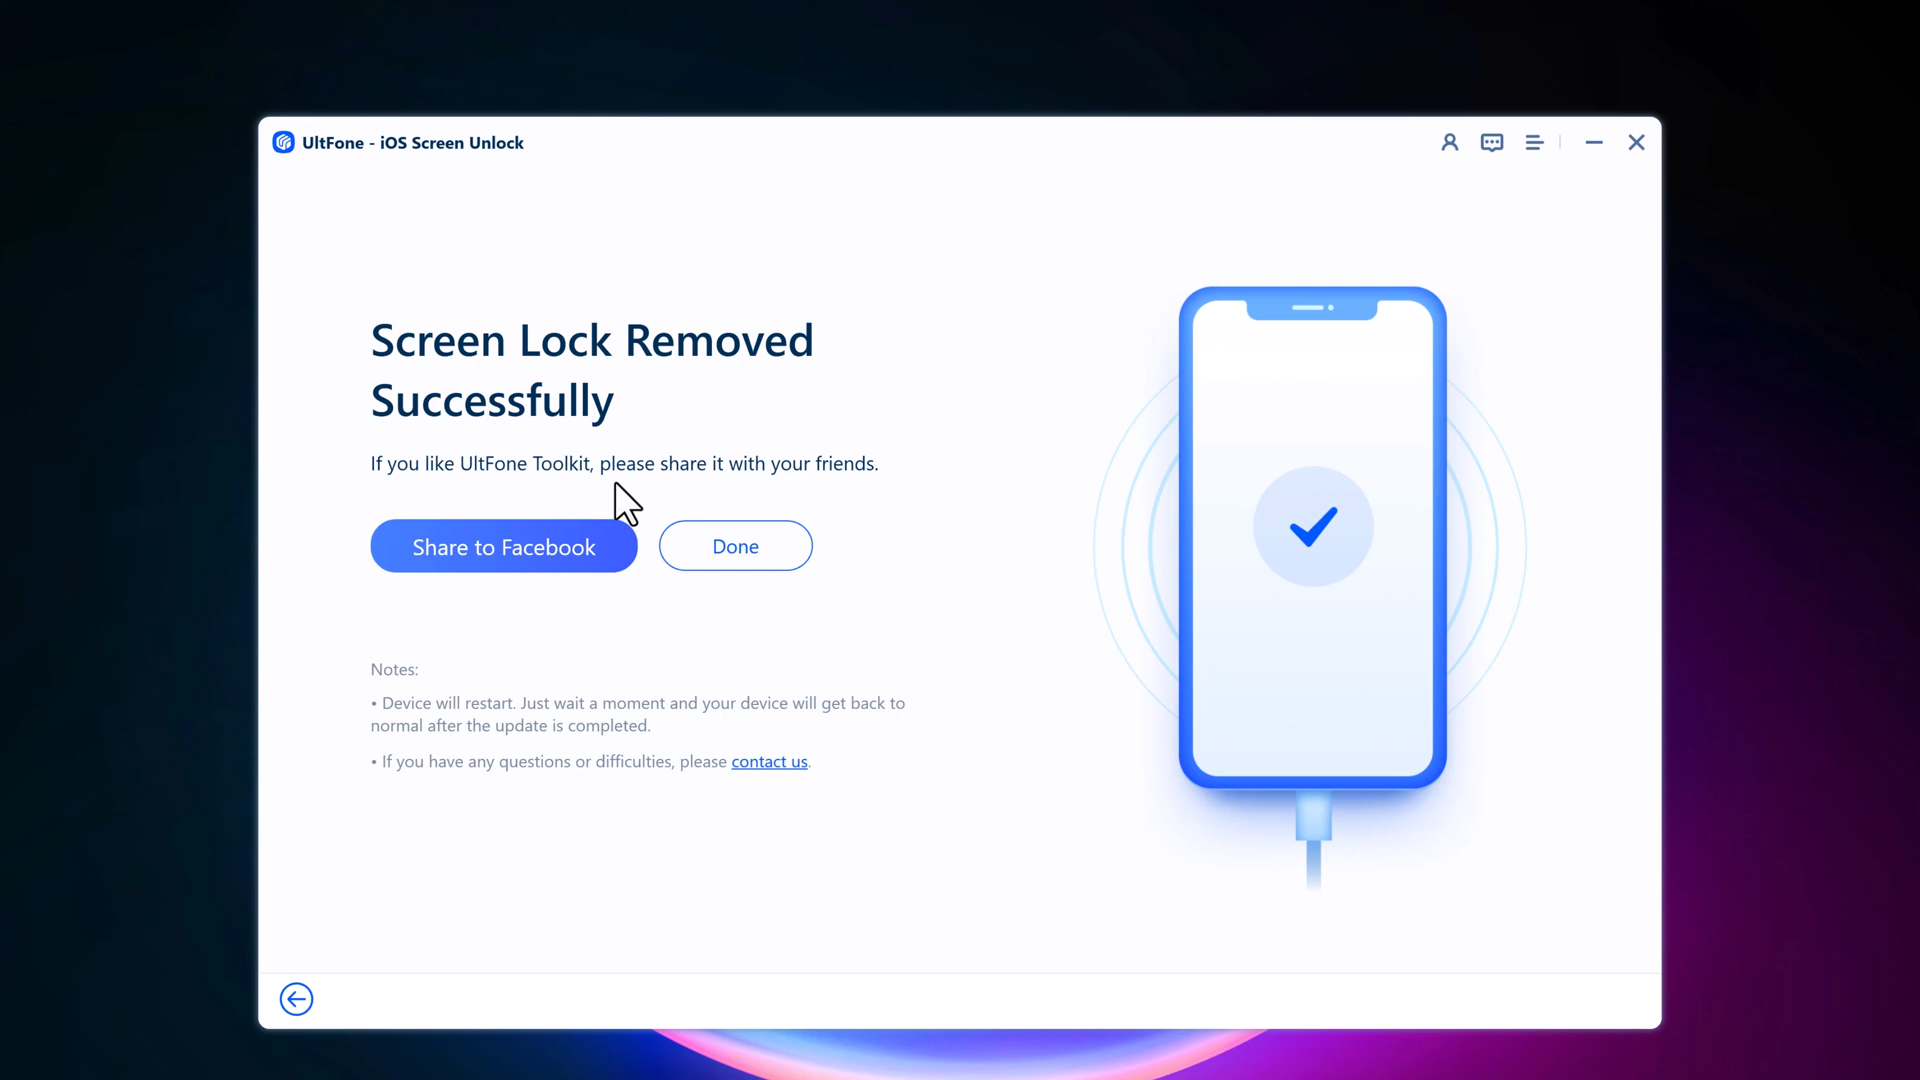 UltFone - iOS Screen Unlock
Screen Lock Removed
Successfully
If you like UltFone Toolkit, please share it with your friends.
Share to Facebook
Done
Notes:
• Device will restart. Just wait a moment and your device will get back to
normal after the update is completed.
• If you have any questions or difficulties, please contact us.